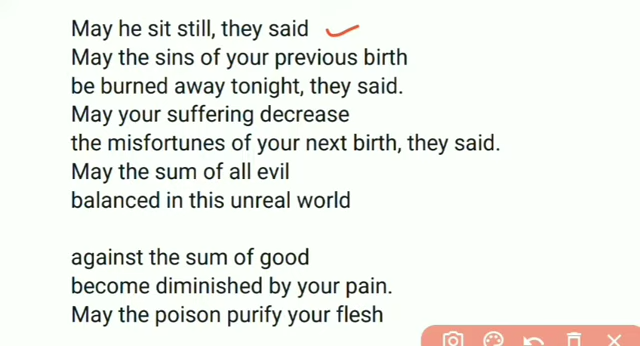 May he sit still, they said
May the sins of your previous birth
be burned away tonight, they said.
May your suffering decrease
the misfortunes of your next birth, they said.
May the sum of all evil
balanced in this unreal world
against the sum of good
become diminished by your pain.
May the poison purify your flesh